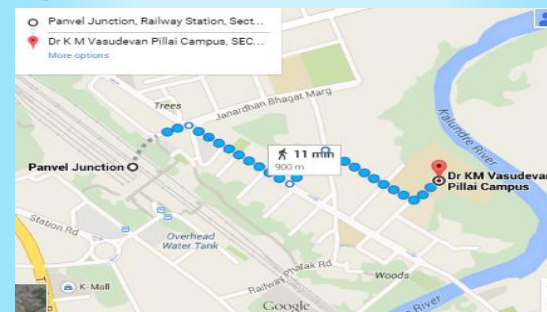 Panvel Junction, Railway Station, Sect...
Dr K M Vasudevan Pillai Campus, SEC...
More options
Trees
Janardhan Bhagat Marg
Kalundre River
11 min
900 m
Panvel Junction
Dr KM Vasudevan
Pillai Campus
Station Rd
Overhead
Water Tank
Railway Phatak Rd
Woods
K-Mall
Google
River